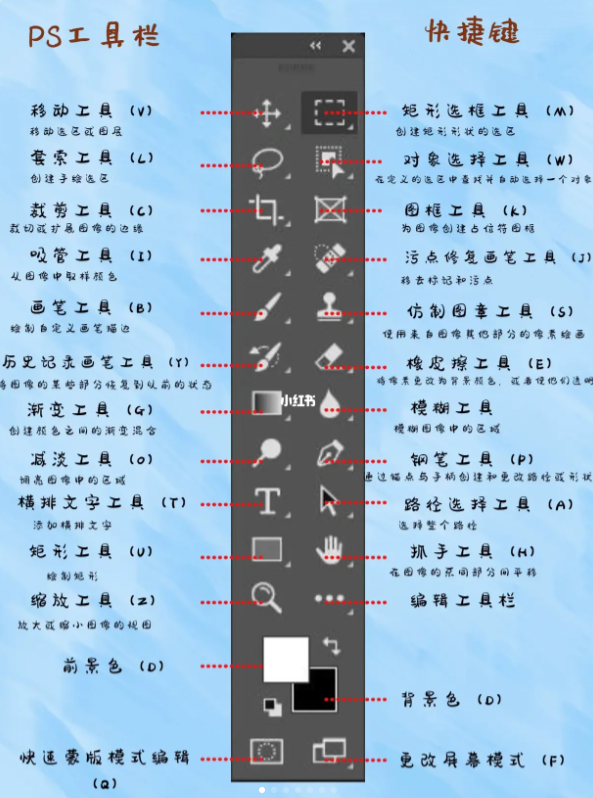 PS工具栏
快捷键
移动工具（V）
移动选区或图层
矩形选框工具（M）
创建矩形形状的选区
套索工具（L）
创建手绘选区
对象选择工具（W）
在定义的选区中查找并自动选择一个对象
裁剪工具（C）
裁切或扩展图像的边缘
图框工具（K）
为图像创建占位符图框
吸管工具（I）
从图像中取样颜色
污点修复画笔工具（J）
移去标记和污点
画笔工具（B）
绘制自定义画笔描边
仿制图章工具（S）
使用来自图像其他部分的像素绘画
历史记录画笔工具（Y）
将图像的某些部分恢复到以前的状态
橡皮擦工具（E）
将像素更改为背景颜色，或者使他们透明
小红书
渐变工具（G）
创建颜色之间的渐变混合
模糊工具
模糊图像中的区域
减淡工具（O）
调亮图像中的区域
钢笔工具（P）
通过锚点与手柄创建和更改路径或形状
横排文字工具（T）
添加横排文字
路径选择工具（A）
选择整个路径
矩形工具（U）
绘制矩形
抓手工具（H）
在图像的不同部分间平移
缩放工具（Z）
放大或缩小图像的视图
编辑工具栏
前景色（D）
背景色（D）
快速蒙版模式编辑
（Q）
更改屏幕模式（F）